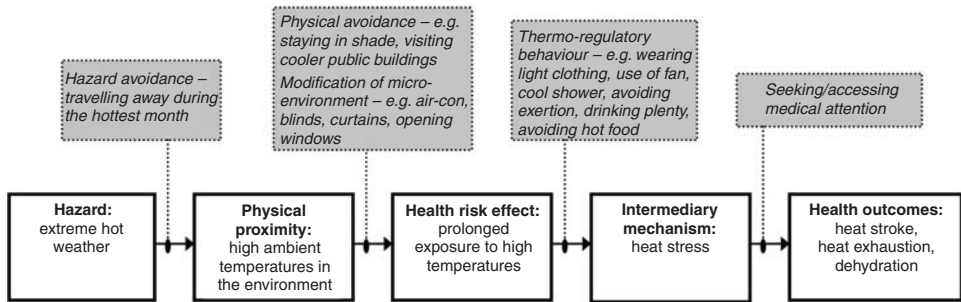 Hazard avoidance –
travelling away during
the hottest month
Physical avoidance – e.g.
staying in shade, visiting
cooler public buildings
Modification of micro-
environment – e.g. air-con,
blinds, curtains, opening
windows
Thermo-regulatory
behaviour – e.g. wearing
light clothing, use of fan,
cool shower, avoiding
exertion, drinking plenty,
avoiding hot food
Seeking/accessing
medical attention
Hazard:
extreme hot
weather
Physical
proximity:
high ambient
temperatures in
the environment
Health risk effect:
prolonged
exposure to high
temperatures
Intermediary
mechanism:
heat stress
Health outcomes:
heat stroke,
heat exhaustion,
dehydration